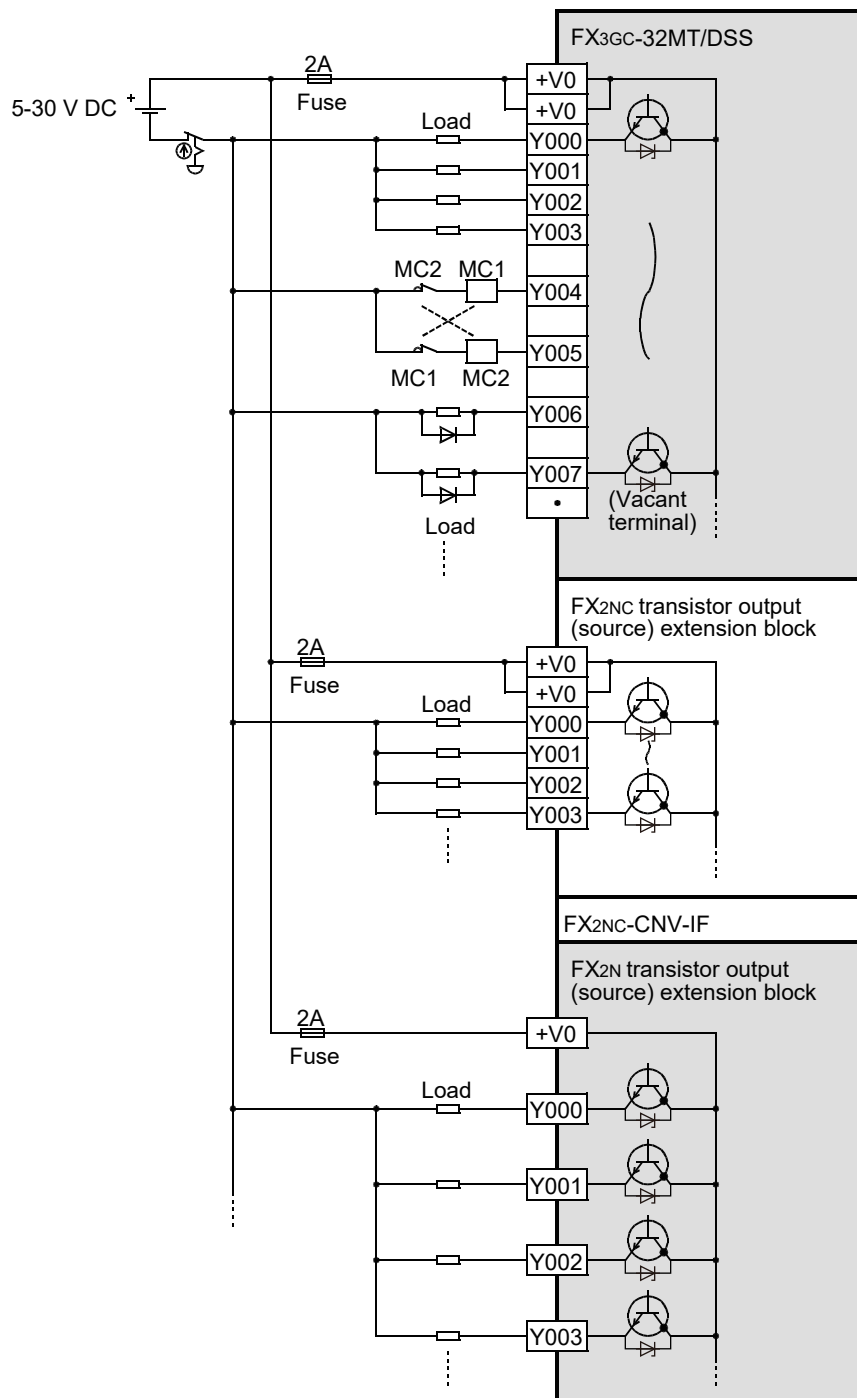 FX3GC-32MT/DSS
2A
+V0
Fuse
+V0
5-30 V DC
+
Load
Y000
Y001
Y002
Y003
MC2
MC1
Y004
Y005
MC1
MC2
Y006
Y007
(Vacant
terminal)
Load
FX2NC transistor output
(source) extension block
2A
+V0
Fuse
+V0
Load
Y000
Y001
Y002
Y003
FX2NC-CNV-IF
FX2N transistor output
(source) extension block
2A
+V0
Fuse
Load
Y000
Y001
Y002
Y003